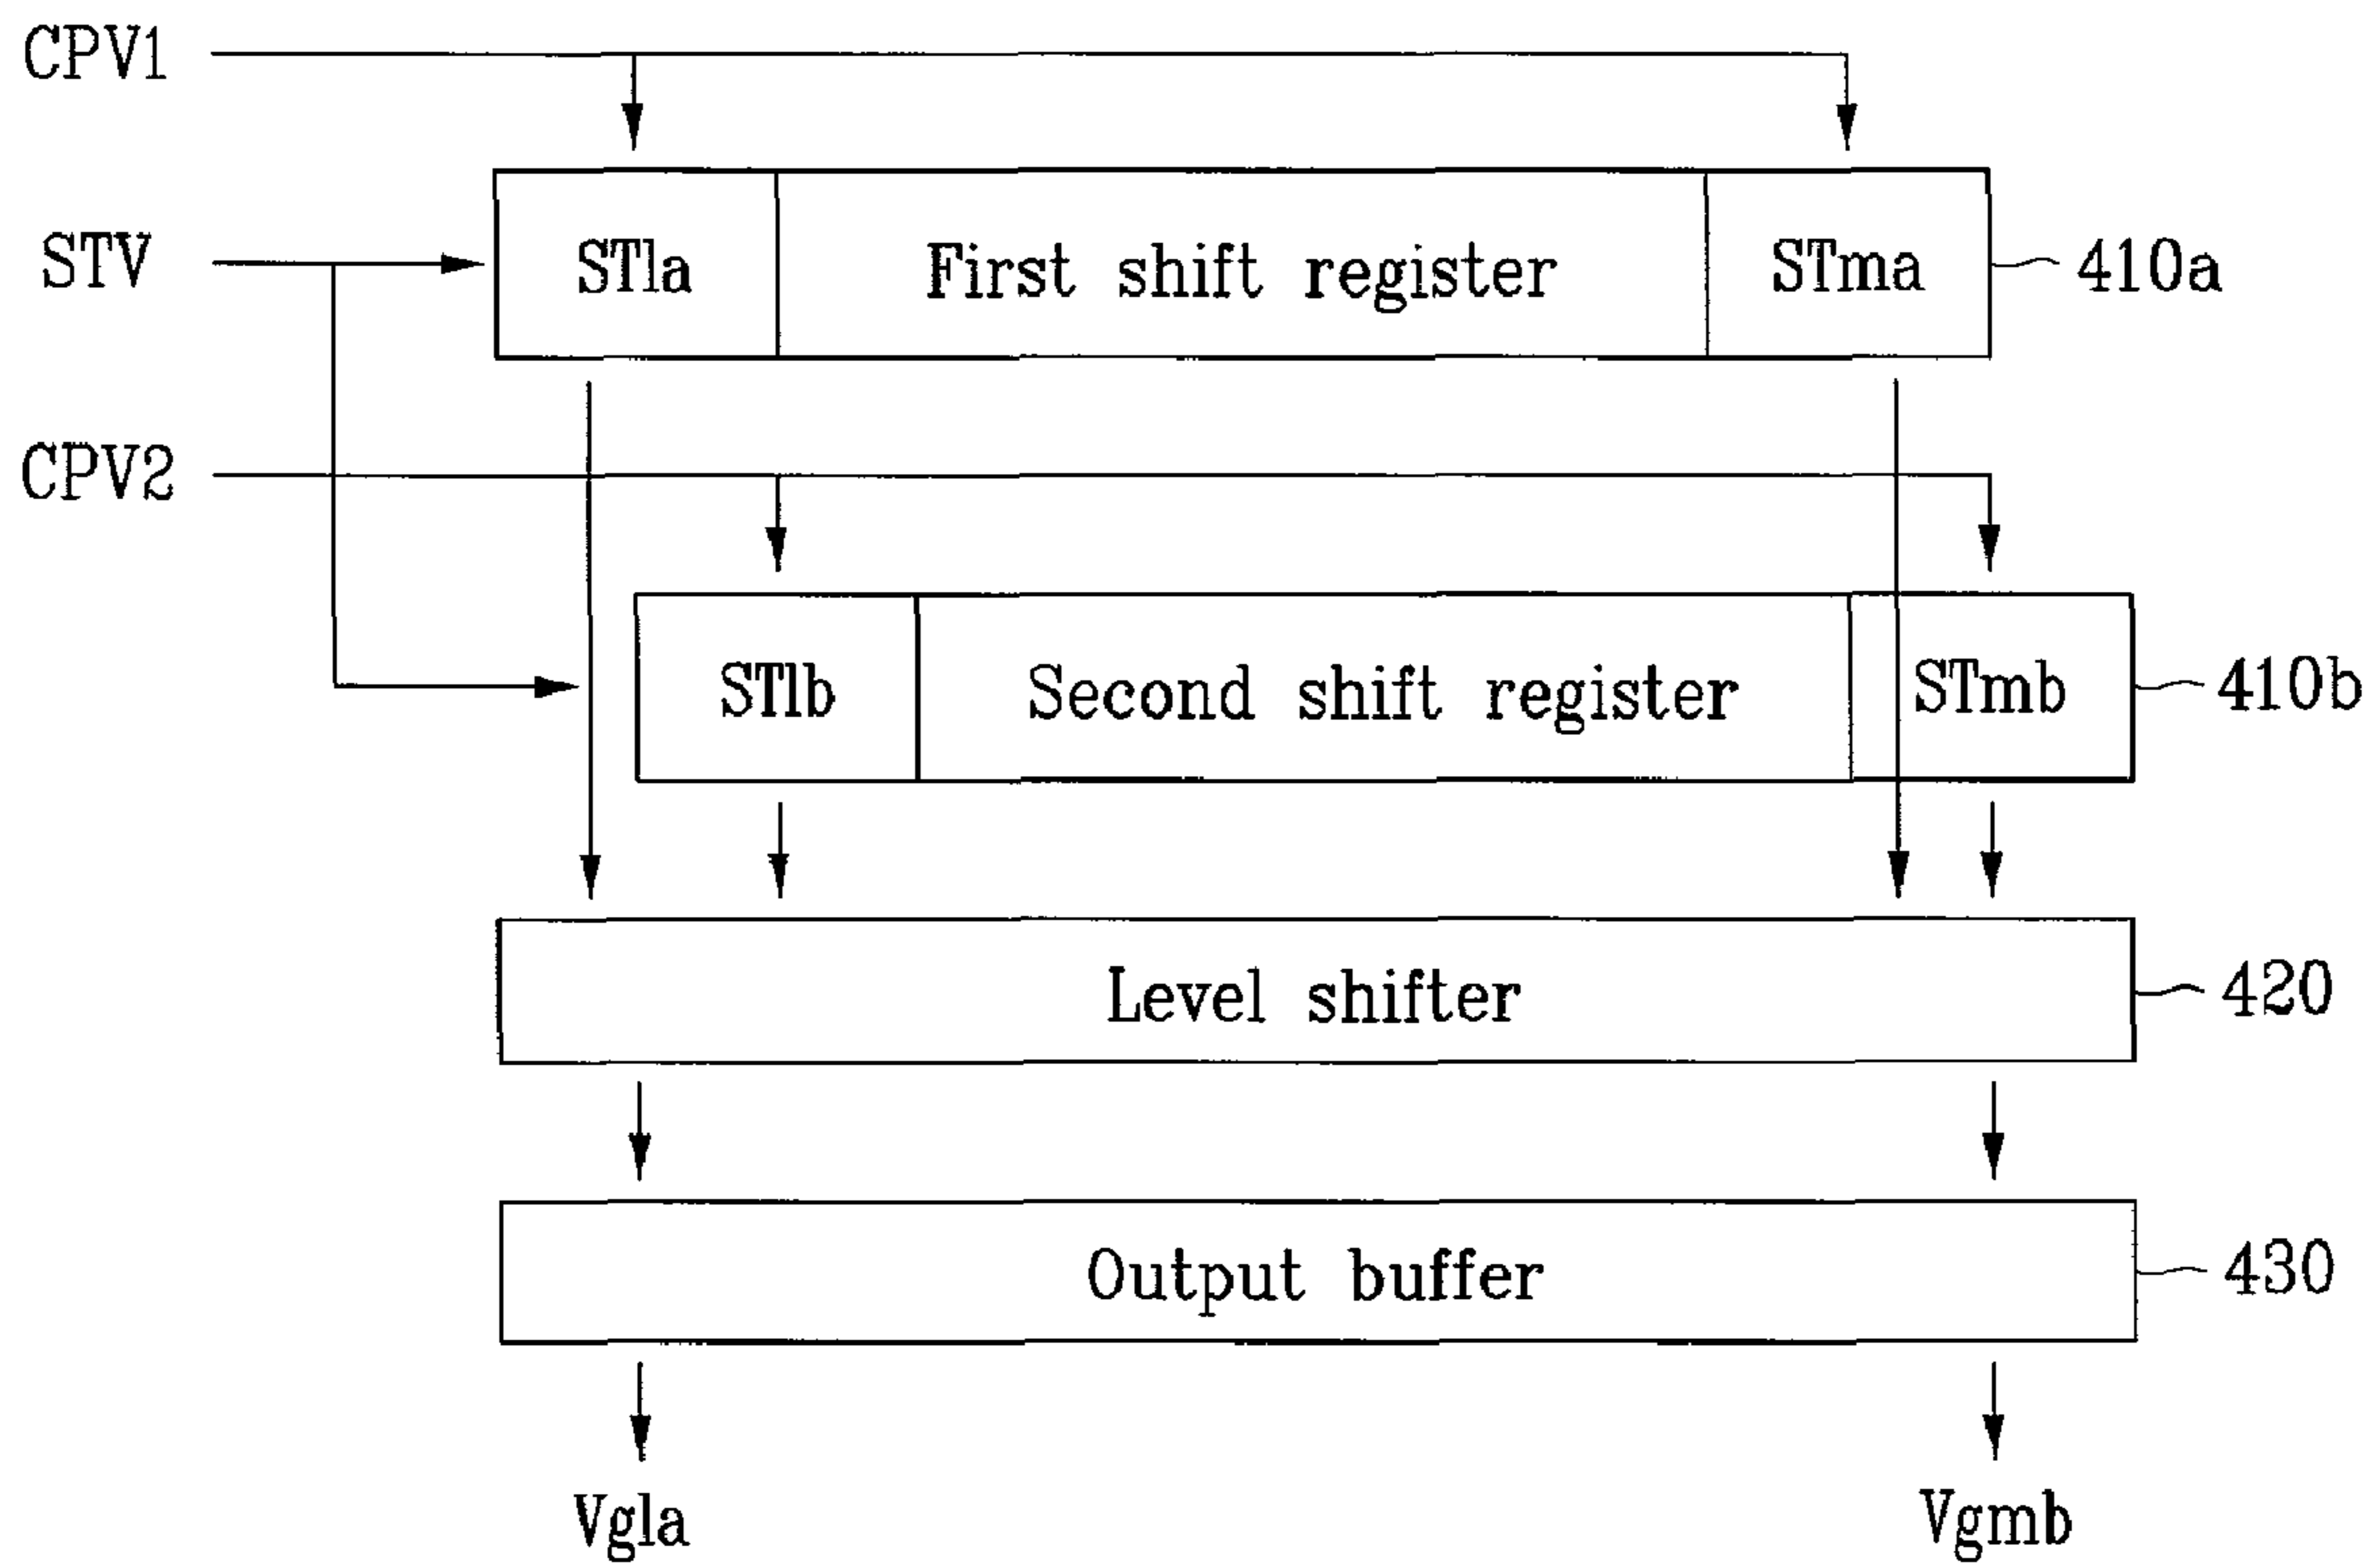 CPV1
STV
ST1a
First shift register
STma
410a
CPV2
ST1b
Second shift register
STmb
410b
Level shifter
420
Output buffer
430
Vg1a
Vgmb